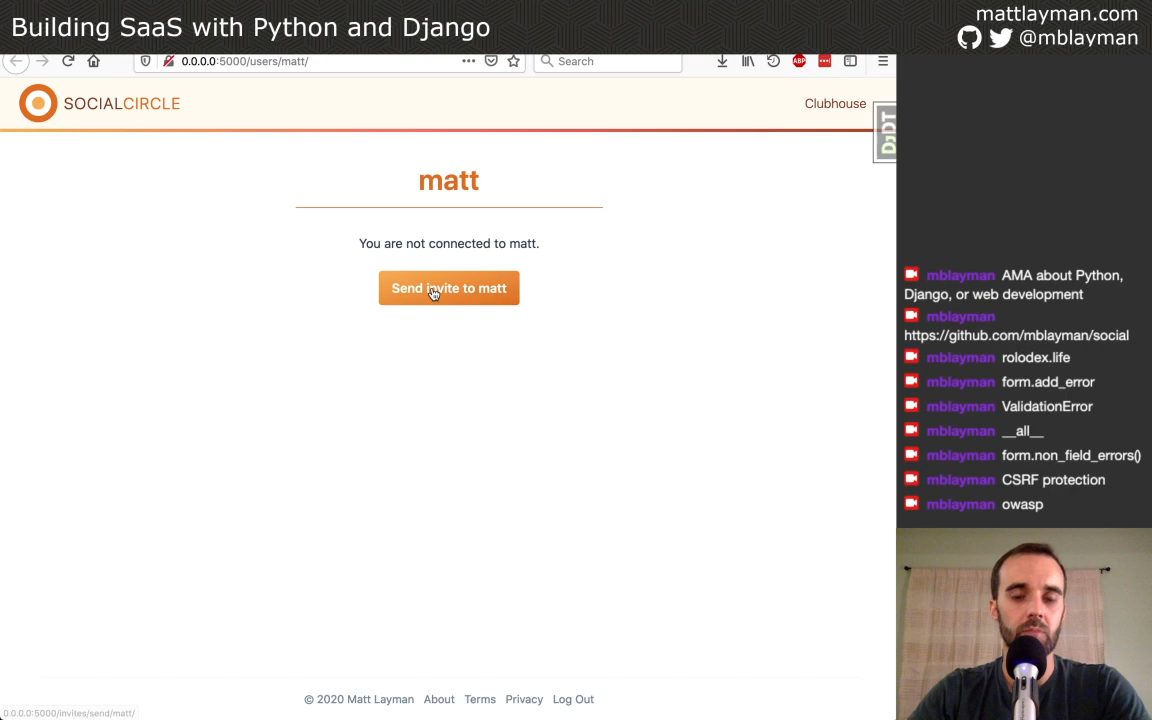 Building SaaS with Python and Django
mattlayman.com
@mblayman
0.0.0.0:5000/users/matt/
Search
ABP
SOCIALCIRCLE
Clubhouse
DjDT
matt
You are not connected to matt.
Send invite to matt
mblayman AMA about Python,
Django, or web development
mblayman
https://github.com/mblayman/social
mblayman rolodex.life
mblayman form.add_error
mblayman ValidationError
mblayman __all__
mblayman form.non_field_errors()
mblayman CSRF protection
mblayman owasp
© 2020 Matt Layman About Terms Privacy Log Out
0.0.0.0:5000/invites/send/matt/